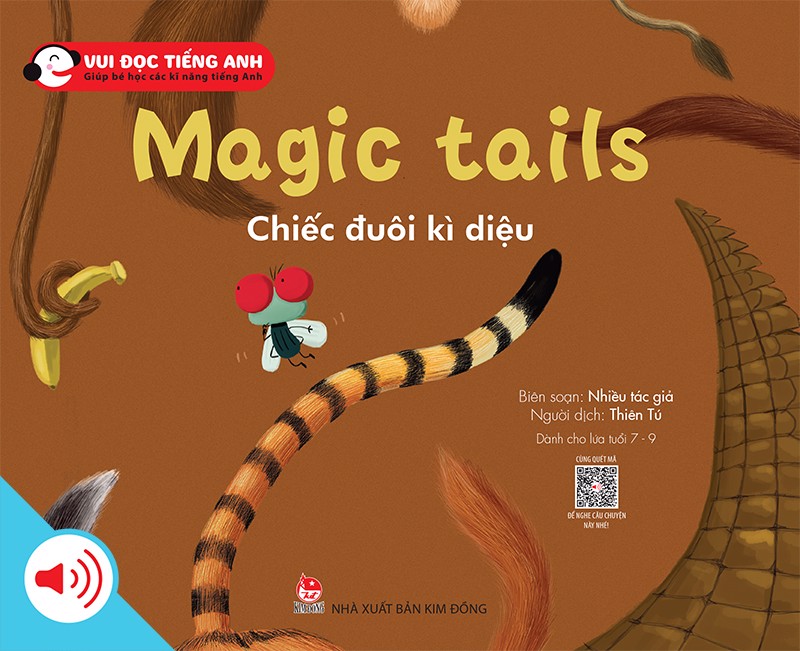 VUI ĐỌC TIẾNG ANH
Giúp bé học các kĩ năng tiếng Anh
Magic tails
Chiếc đuôi kì diệu
Biên soạn: Nhiều tác giả
Người dịch: Thiên Tú
Dành cho lứa tuổi 7 - 9
CÙNG QUÉT MÃ
ĐỂ NGHE CÂU CHUYỆN
NÀY NHÉ!
KIM ĐỒNG
NHÀ XUẤT BẢN KIM ĐỒNG